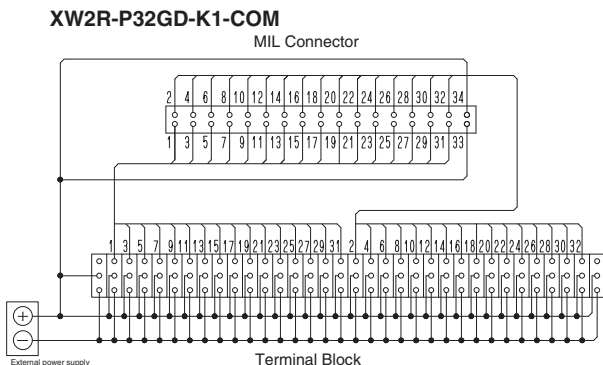 XW2R-P32GD-K1-COM
MIL Connector
2 4 6 8 10 12 14 16 18 20 22 24 26 28 30 32 34
1 3 5 7 9 11 13 15 17 19 21 23 25 27 29 31 33
1 3 5 7 9 11 13 15 17 19 21 23 25 27 29 31 2 4 6 8 10 12 14 16 18 20 22 24 26 28 30 32
+
−
External power supply
Terminal Block